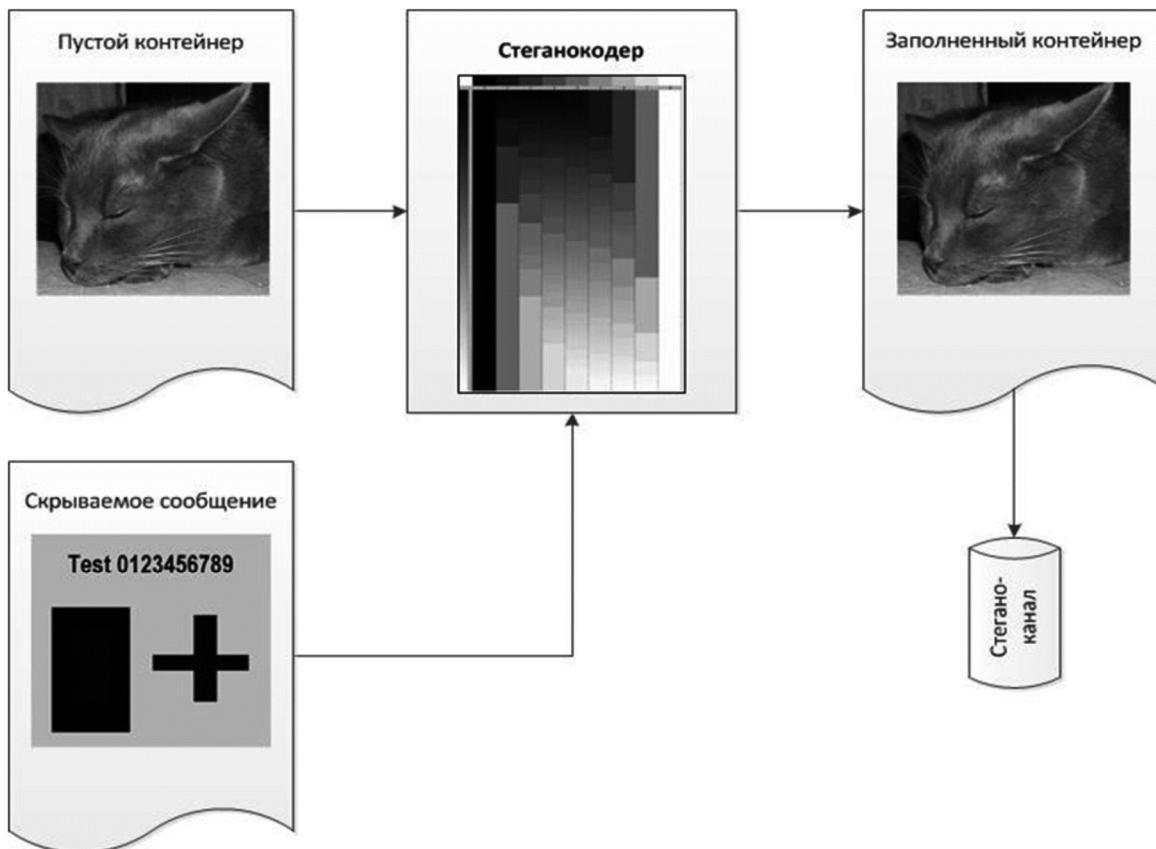 Пустой контейнер
Стеганокодер
Заполненный контейнер
Скрываемое сообщение
Test 0123456789
Стегано-
канал